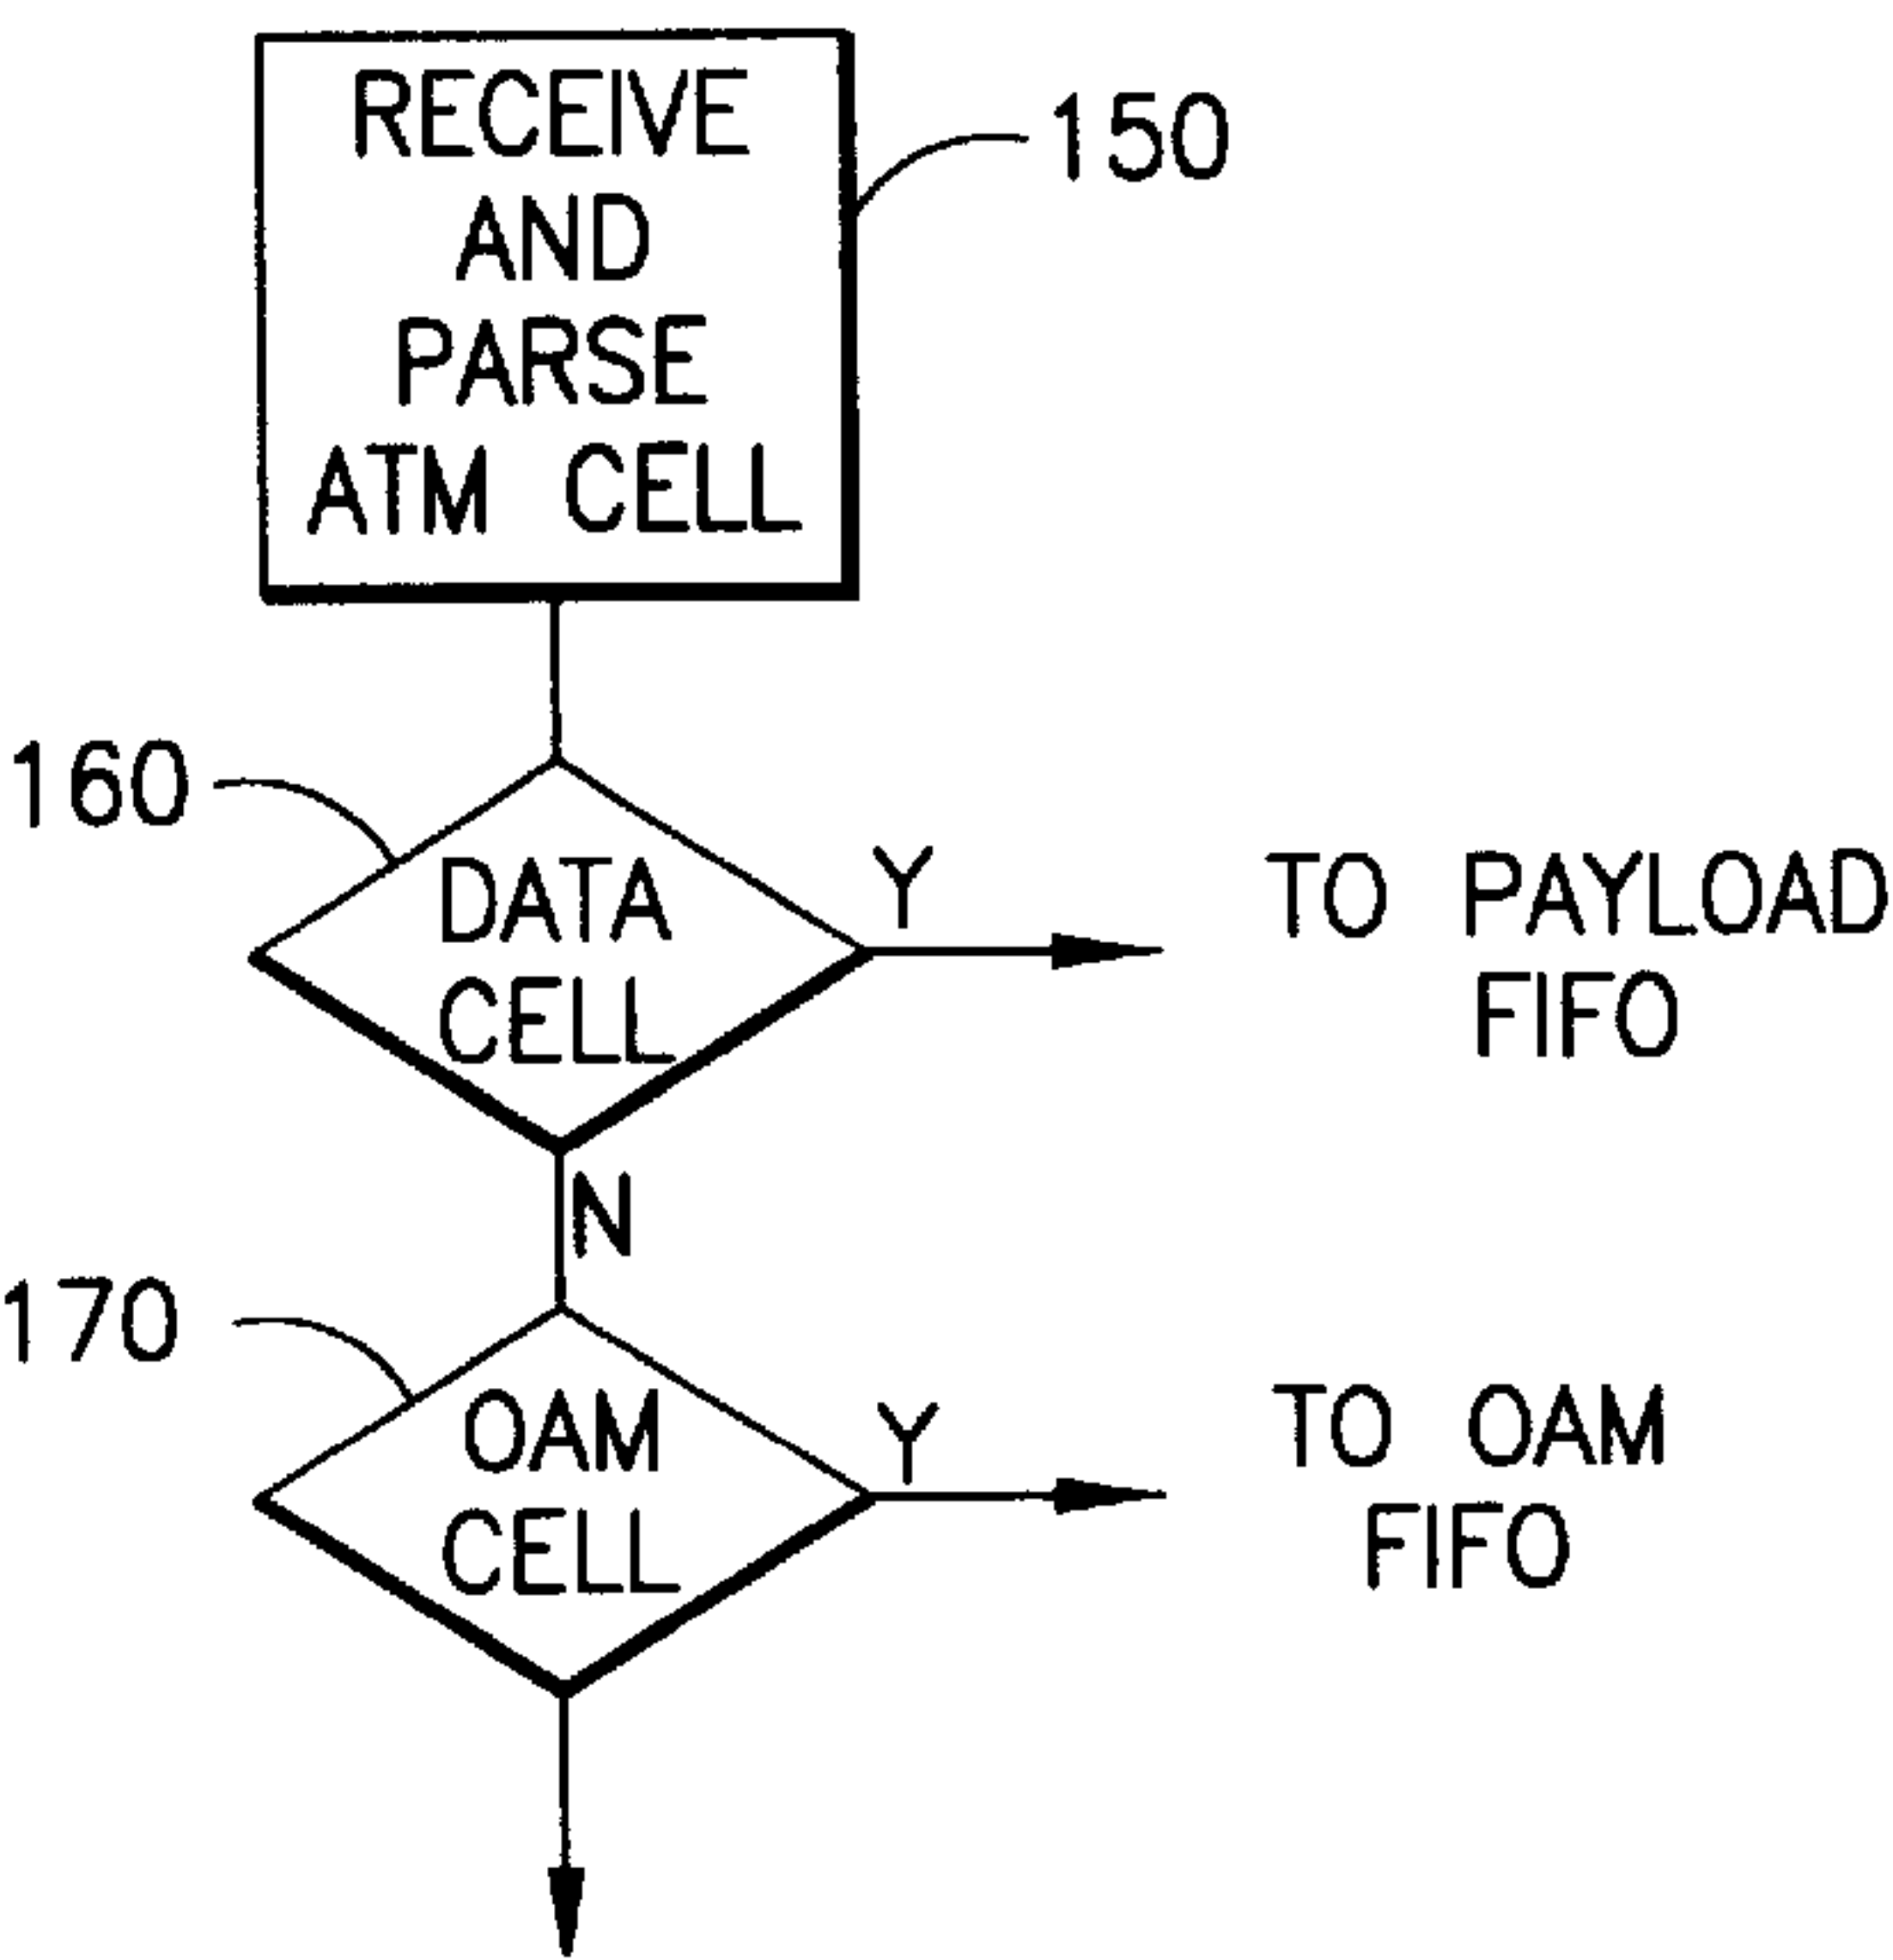 RECEIVE
AND
PARSE
ATM CELL
150
160
DATA
CELL
Y
TO PAYLOAD
FIFO
N
170
OAM
CELL
Y
TO OAM
FIFO